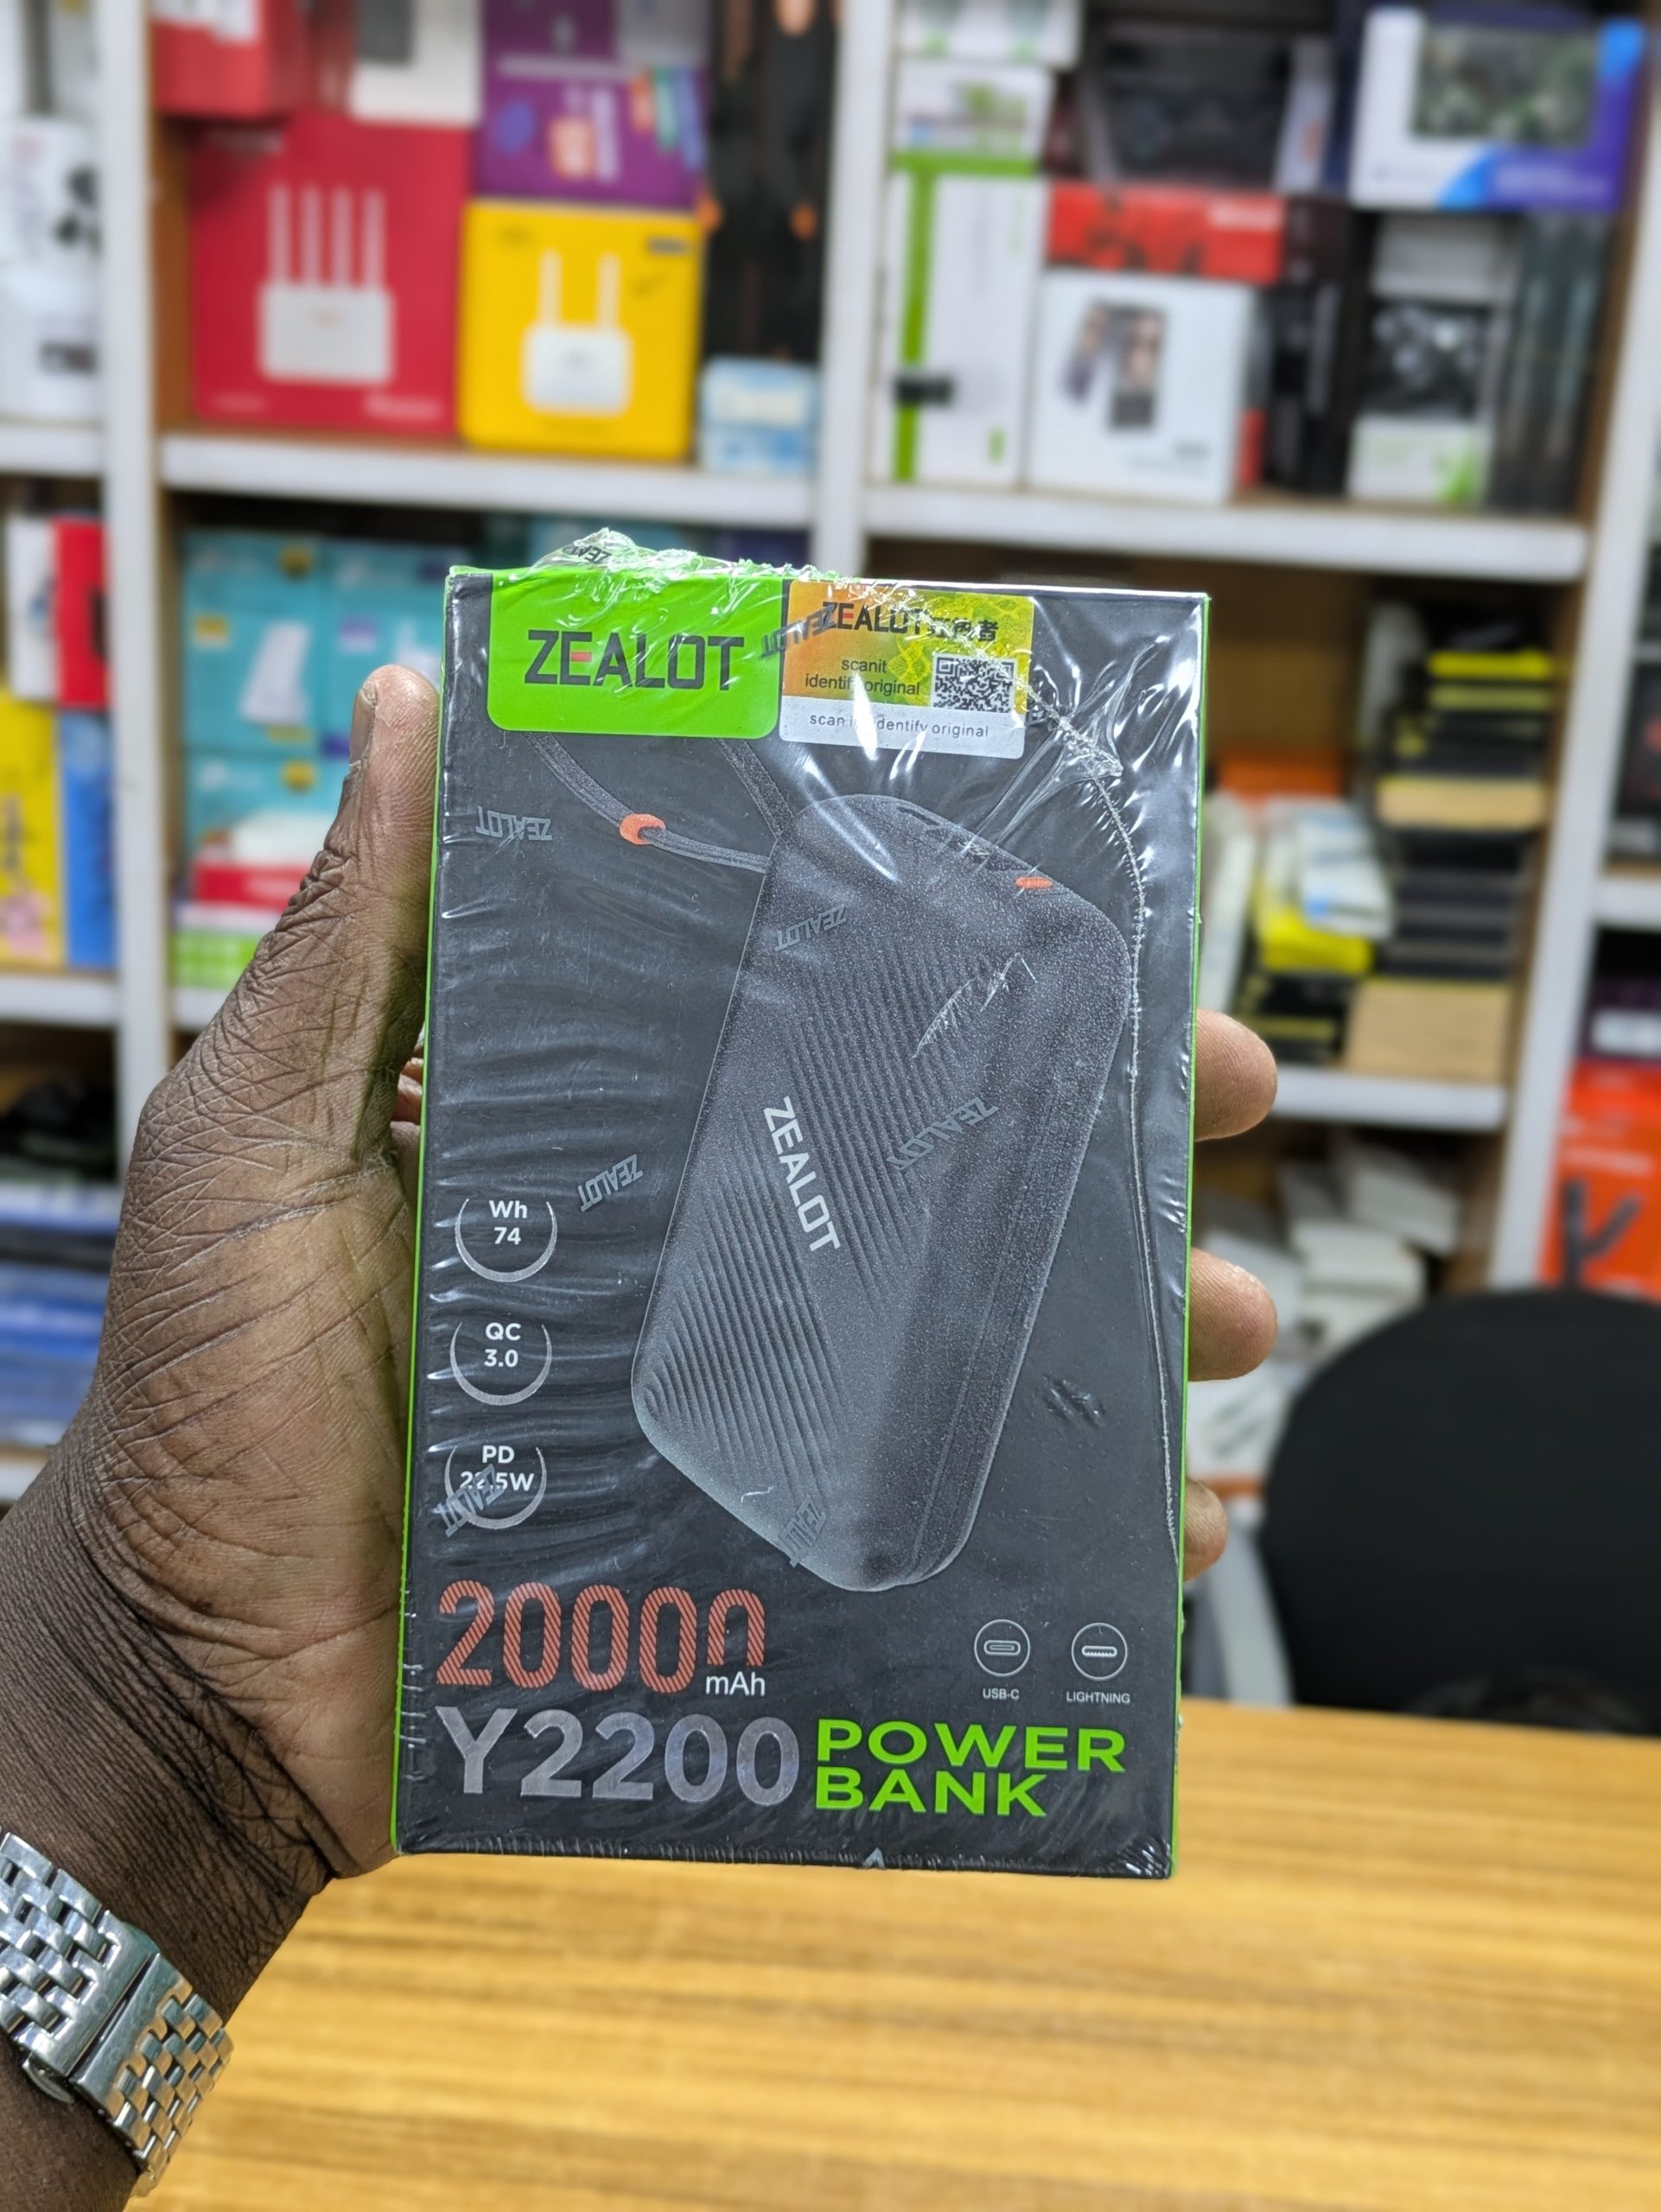 ZEALOT
ZEALOT
scanit
identify original
scan it identify original
ZEALOT
ZEALOT
ZEALOT
ZEALOT
ZEALOT
Wh
74
QC
3.0
PD
22.5W
20000
mAh
USB-C
LIGHTNING
Y2200
POWER
BANK